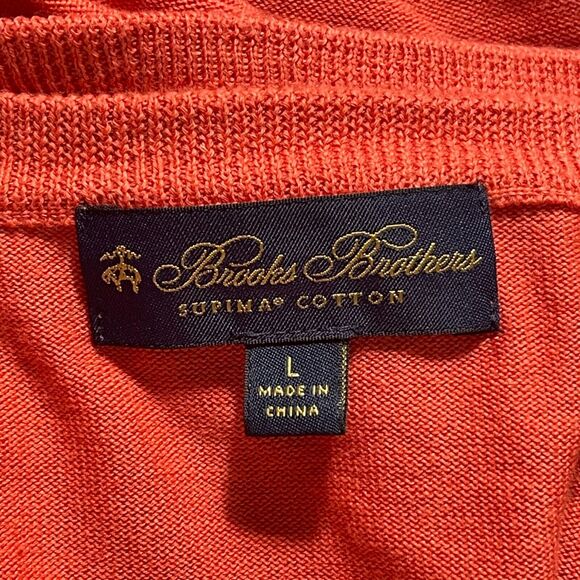 Brooks Brothers
SUPIMA® COTTON
L
MADE IN
CHINA